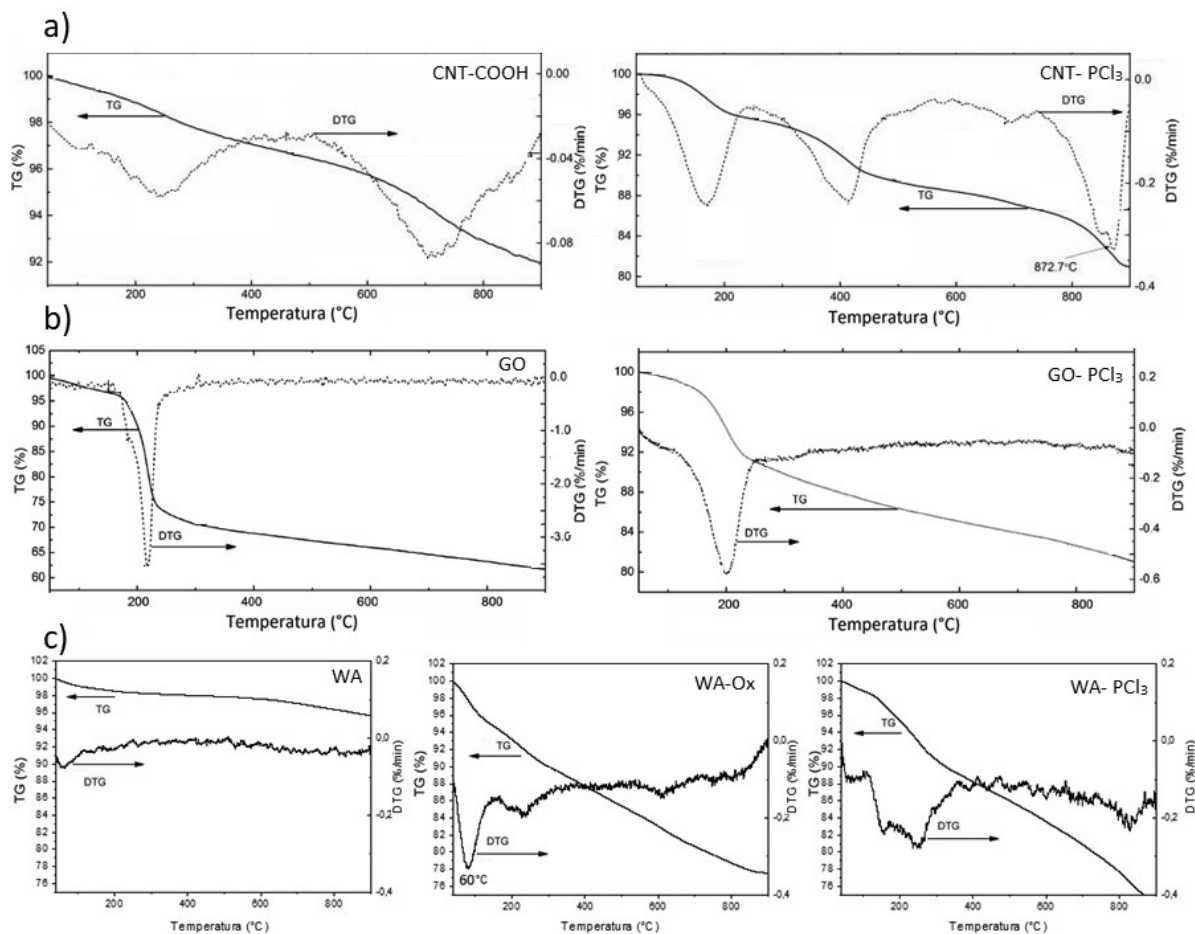 a)
CNT-COOH
TG
DTG
100
98
96
94
92
TG (%)
0.00
-0.04
-0.08
DTG (%/min)
200
400
600
800
Temperatura (°C)
CNT- PCl₃
DTG
TG
872.7°C
100
96
92
88
84
80
TG (%)
0.0
-0.1
-0.2
-0.3
-0.4
DTG (%/min)
200
400
600
800
Temperatura (°C)
b)
GO
TG
DTG
105
100
95
90
85
80
75
70
65
60
TG (%)
0.0
-1.0
-2.0
-3.0
DTG (%/min)
200
400
600
800
Temperatura (°C)
GO- PCl₃
TG
DTG
100
96
92
88
84
80
TG (%)
0.2
0.0
-0.2
-0.4
-0.6
DTG (%/min)
200
400
600
800
Temperatura (°C)
c)
WA
TG
DTG
102
100
98
96
94
92
90
88
86
84
82
80
78
76
TG (%)
0,2
0,0
-0,2
-0,4
DTG (%/min)
200
400
600
800
Temperatura (°C)
WA-Ox
TG
DTG
60°C
102
100
98
96
94
92
90
88
86
84
82
80
78
76
TG (%)
0,2
0,0
-0,2
-0,4
DTG (%/min)
200
400
600
800
Temperatura (°C)
WA- PCl₃
TG
DTG
102
100
98
96
94
92
90
88
86
84
82
80
78
76
TG (%)
0,2
0,0
-0,2
-0,4
DTG (%/min)
200
400
600
800
Temperatura (°C)